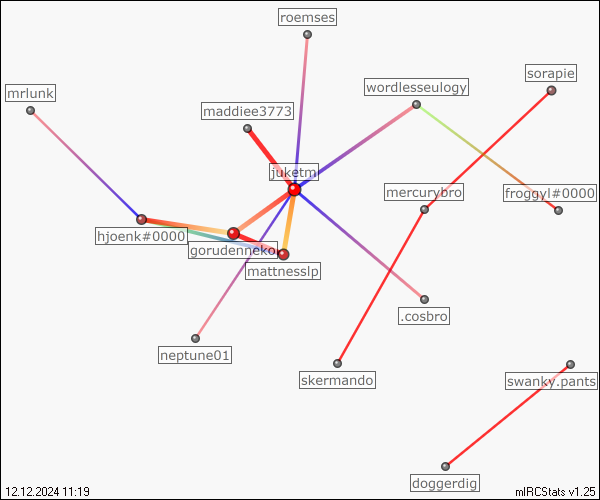 roemses
sorapie
wordlesseulogy
mrlunk
maddiee3773
juketm
mercurybro
froggyl#0000
hjoenk#0000
gorudenneko
mattnesslp
.cosbro
neptune01
skermando
swanky.pants
doggerdig
12.12.2024 11:19
mIRCStats v1.25